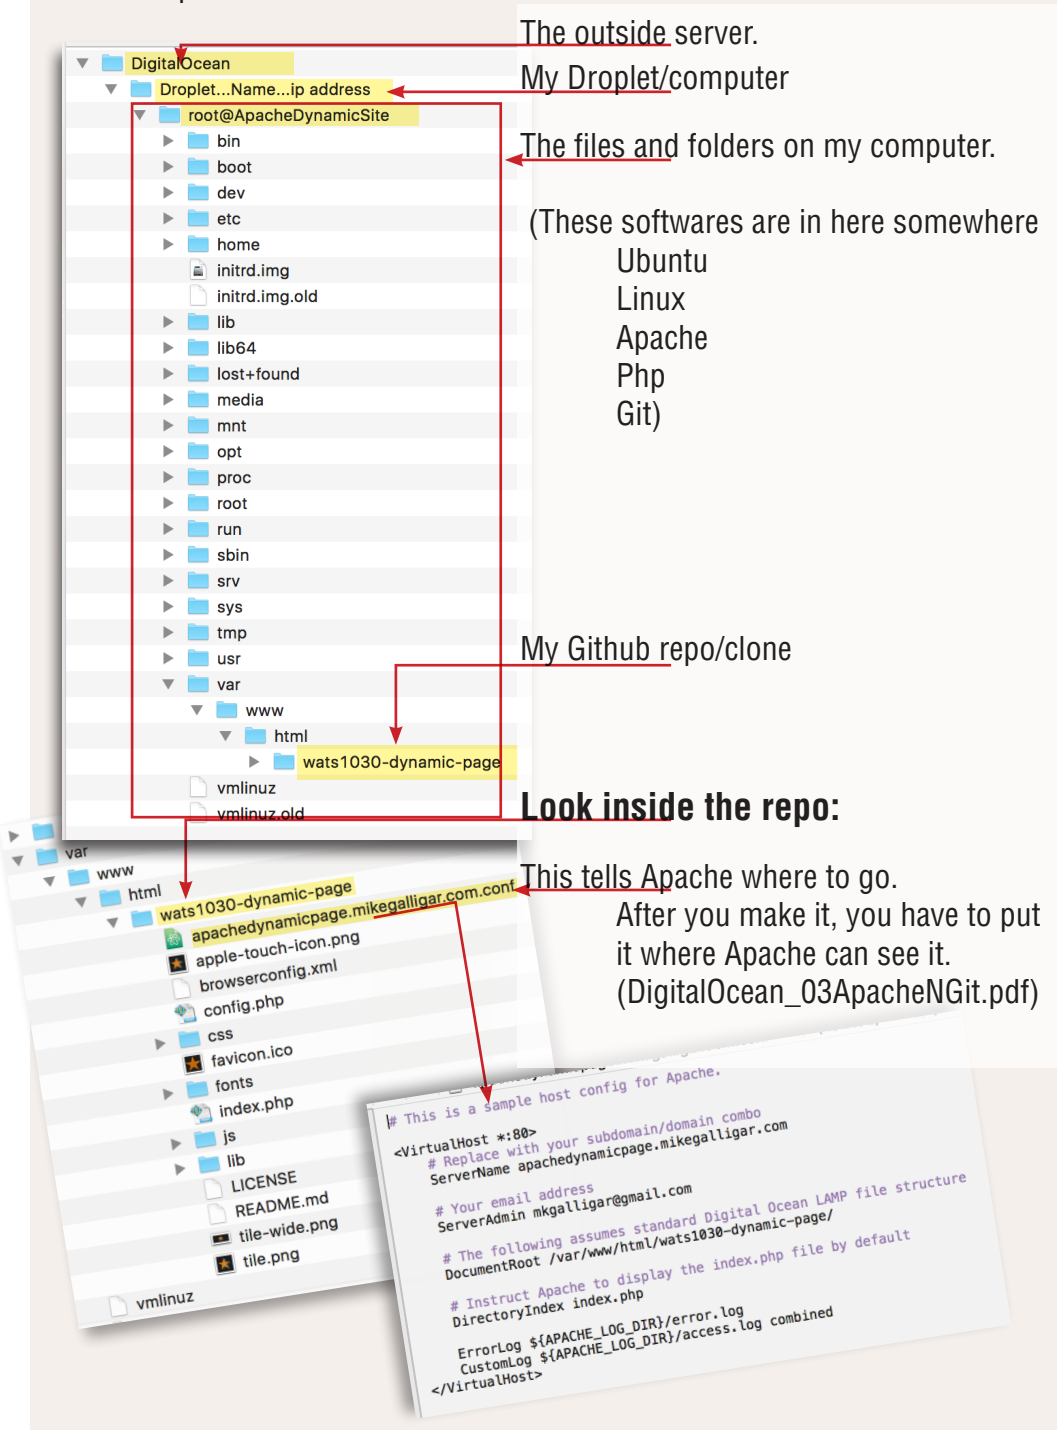 The outside server.
DigitalOcean
My Droplet/computer
Droplet...Name...ip address
root@ApacheDynamicSite
The files and folders on my computer.
bin
boot
dev
etc
home
initrd.img
initrd.img.old
lib
lib64
lost+found
media
mnt
opt
proc
root
run
sbin
srv
sys
tmp
usr
var
www
html
wats1030-dynamic-page
vmlinuz
vmlinuz.old
(These softwares are in here somewhere
Ubuntu
Linux
Apache
Php
Git)
My Github repo/clone
Look inside the repo:
This tells Apache where to go.
After you make it, you have to put
it where Apache can see it.
(DigitalOcean_03ApacheNGit.pdf)
var
www
html
wats1030-dynamic-page
apachedynamicpage.mikegalligar.com.conf
apple-touch-icon.png
browserconfig.xml
config.php
css
favicon.ico
fonts
index.php
js
lib
LICENSE
README.md
tile-wide.png
tile.png
vmlinuz
# This is a sample host config for Apache.
<VirtualHost *:80>
# Replace with your subdomain/domain combo
ServerName apachedynamicpage.mikegalligar.com
# Your email address
ServerAdmin mkgalligar@gmail.com
# The following assumes standard Digital Ocean LAMP file structure
DocumentRoot /var/www/html/wats1030-dynamic-page/
# Instruct Apache to display the index.php file by default
DirectoryIndex index.php
ErrorLog ${APACHE_LOG_DIR}/error.log
CustomLog ${APACHE_LOG_DIR}/access.log combined
</VirtualHost>